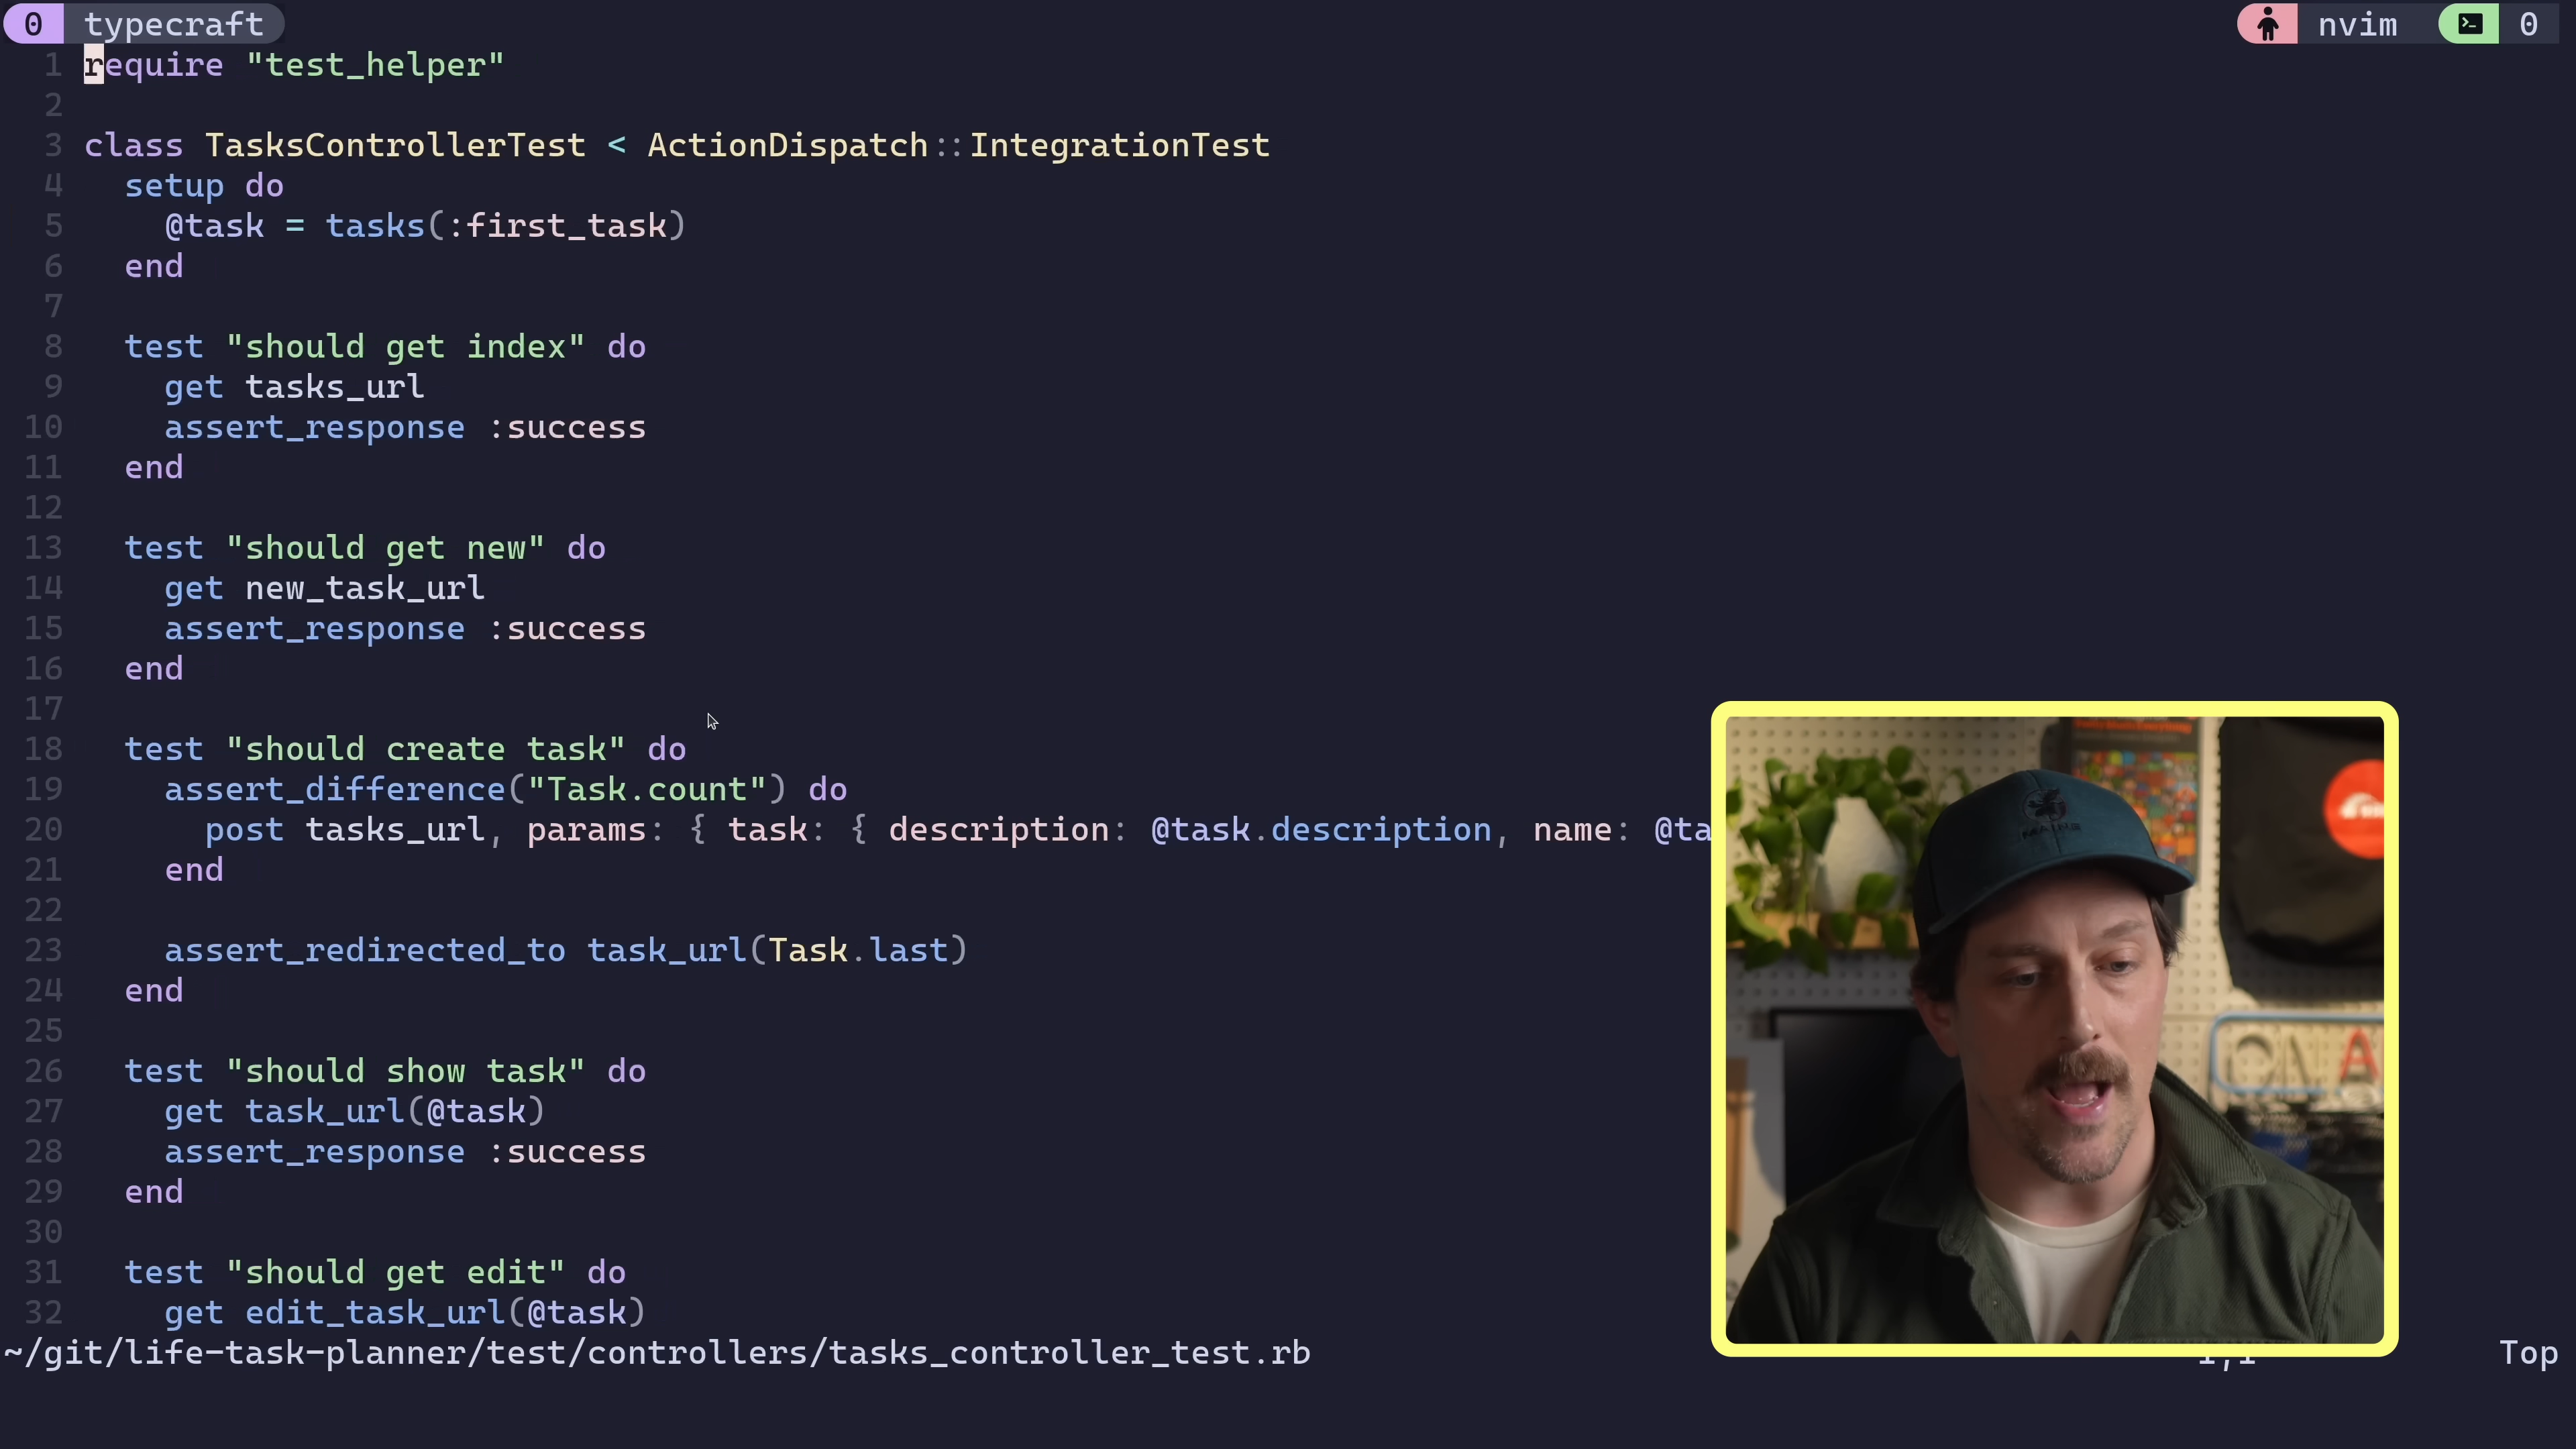 0 typecraft nvim 0
1 require "test_helper"
2
3 class TasksControllerTest < ActionDispatch::IntegrationTest
4   setup do
5     @task = tasks(:first_task)
6   end
7
8   test "should get index" do
9     get tasks_url
10     assert_response :success
11   end
12
13   test "should get new" do
14     get new_task_url
15     assert_response :success
16   end
17
18   test "should create task" do
19     assert_difference("Task.count") do
20       post tasks_url, params: { task: { description: @task.description, name: @ta
21     end
22
23     assert_redirected_to task_url(Task.last)
24   end
25
26   test "should show task" do
27     get task_url(@task)
28     assert_response :success
29   end
30
31   test "should get edit" do
32     get edit_task_url(@task)
MAINE
ON A
~/git/life-task-planner/test/controllers/tasks_controller_test.rb 1,1 Top